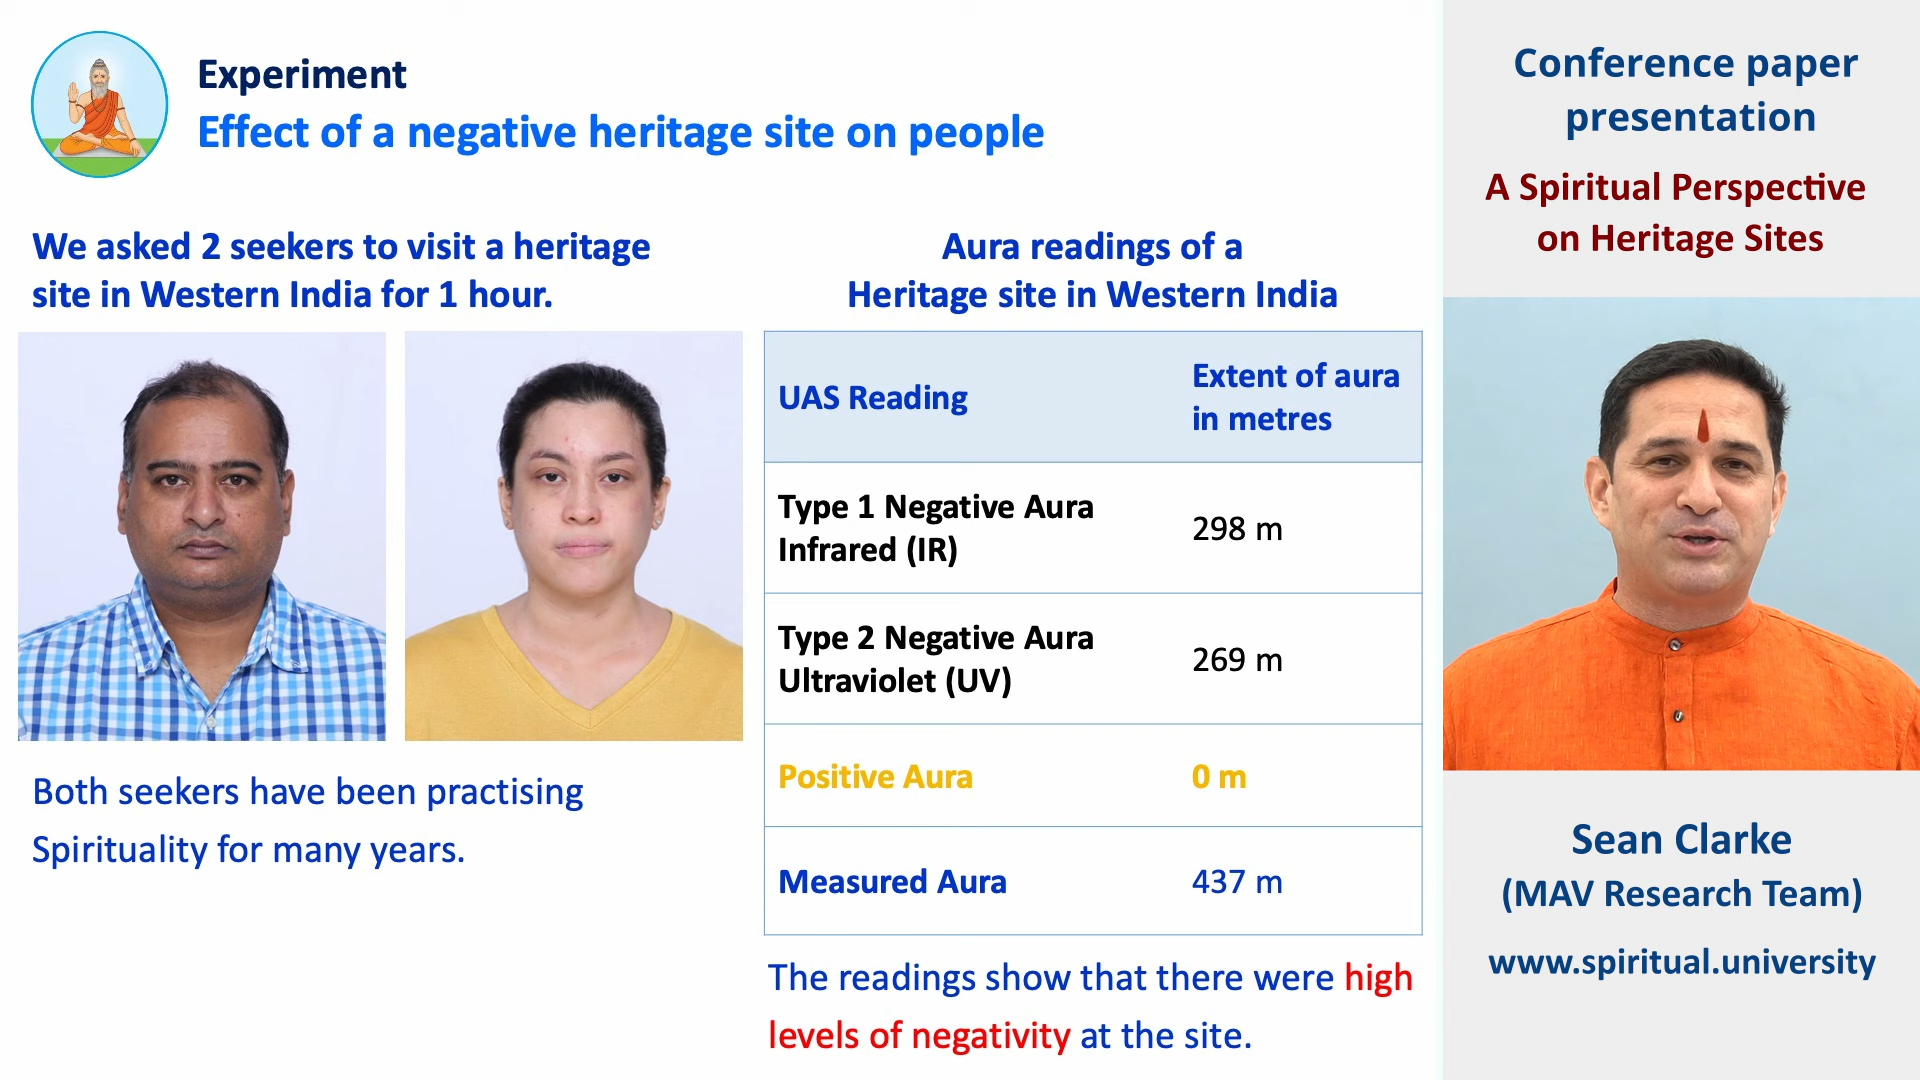 Experiment
Effect of a negative heritage site on people
We asked 2 seekers to visit a heritage
site in Western India for 1 hour.
Both seekers have been practising
Spirituality for many years.
Aura readings of a
Heritage site in Western India
UAS Reading
Extent of aura
in metres
Type 1 Negative Aura
Infrared (IR)
298 m
Type 2 Negative Aura
Ultraviolet (UV)
269 m
Positive Aura
0 m
Measured Aura
437 m
The readings show that there were high
levels of negativity at the site.
Conference paper
presentation
A Spiritual Perspective
on Heritage Sites
Sean Clarke
(MAV Research Team)
www.spiritual.university